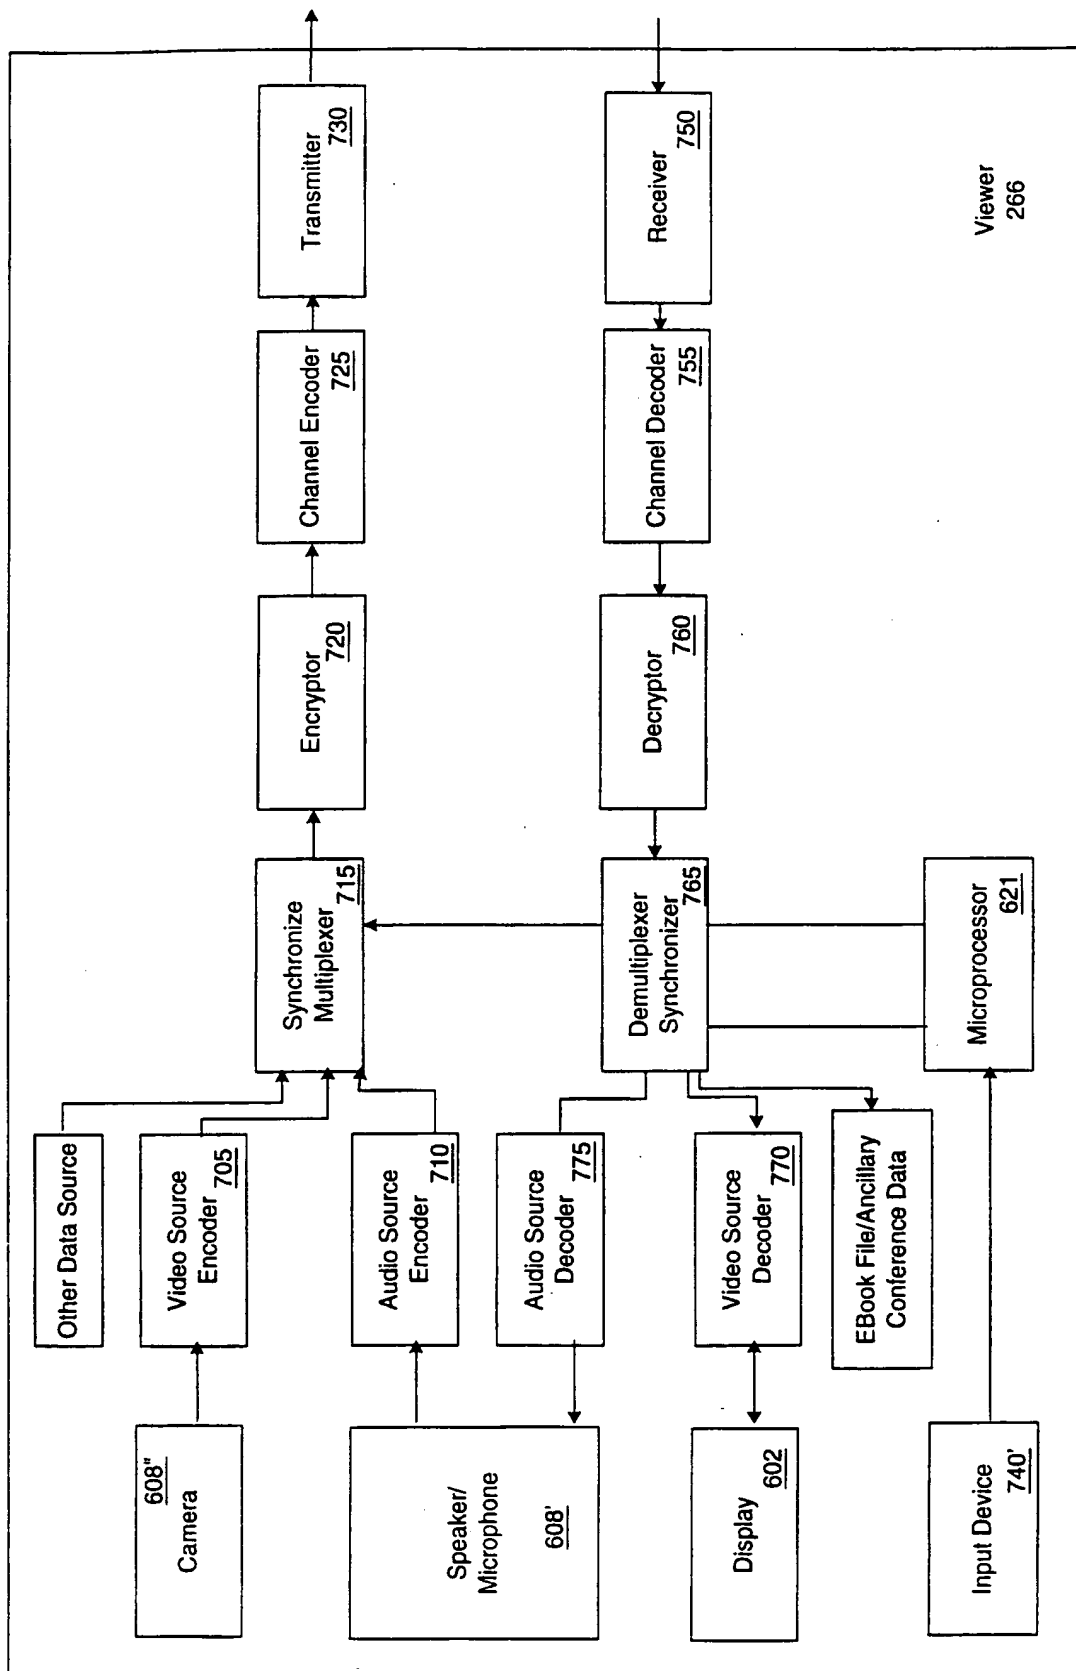 Camera
608"
Speaker/
Microphone
608'
Display
602
Input Device
740'
Other Data Source
Video Source
Encoder
705
Audio Source
Encoder
710
Audio Source
Decoder
775
Video Source
Decoder
770
EBook File/Ancillary
Conference Data
Synchronize
Multiplexer
715
Demultiplexer
Synchronizer
765
Microprocessor
621
Encryptor
720
Decryptor
760
Channel Encoder
725
Channel Decoder
755
Transmitter
730
Receiver
750
Viewer
266